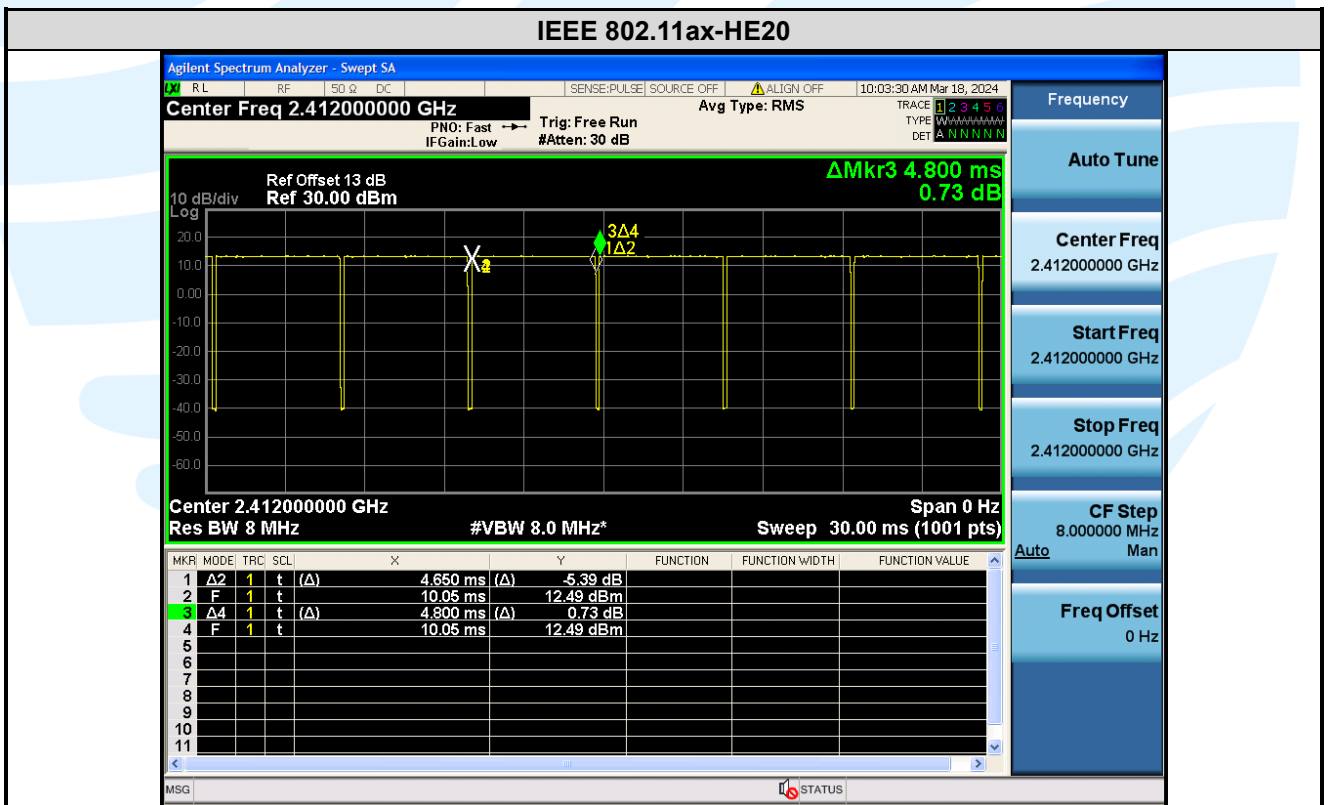 IEEE 802.11ax-HE20
Agilent Spectrum Analyzer - Swept SA
LXI RL RF 50 Ω DC SENSE:PULSE SOURCE OFF ALIGN OFF 10:03:30 AM Mar 18, 2024
Center Freq 2.412000000 GHz
PNO: Fast
IFGain:Low
Trig: Free Run
#Atten: 30 dB
Avg Type: RMS
TRACE 1 2 3 4 5 6
TYPE WWWWWW
DET A N N N N N
ΔMkr3 4.800 ms
0.73 dB
Ref Offset 13 dB
10 dB/div Ref 30.00 dBm
Log
20.0
10.0
0.00
-10.0
-20.0
-30.0
-40.0
-50.0
-60.0
3Δ4
1Δ2
Center 2.412000000 GHz Span 0 Hz
Res BW 8 MHz #VBW 8.0 MHz* Sweep 30.00 ms (1001 pts)
MKR MODE TRC SCL X Y FUNCTION FUNCTION WIDTH FUNCTION VALUE
1 Δ2 1 t (Δ) 4.650 ms (Δ) -5.39 dB
2 F 1 t 10.05 ms 12.49 dBm
3 Δ4 1 t (Δ) 4.800 ms (Δ) 0.73 dB
4 F 1 t 10.05 ms 12.49 dBm
5
6
7
8
9
10
11
MSG STATUS
Frequency
Auto Tune
Center Freq
2.412000000 GHz
Start Freq
2.412000000 GHz
Stop Freq
2.412000000 GHz
CF Step
8.000000 MHz
Auto Man
Freq Offset
0 Hz